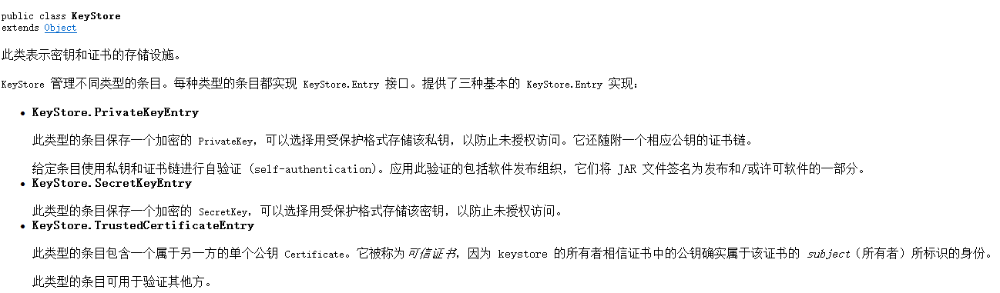 public class KeyStore
extends Object
此类表示密钥和证书的存储设施。
KeyStore 管理不同类型的条目。每种类型的条目都实现 KeyStore.Entry 接口。提供了三种基本的 KeyStore.Entry 实现:
• KeyStore.PrivateKeyEntry
此类型的条目保存一个加密的 PrivateKey,可以选择用受保护格式存储该私钥,以防止未授权访问。它还随附一个相应公钥的证书链。
给定条目使用私钥和证书链进行自验证 (self-authentication)。应用此验证的包括软件发布组织,它们将 JAR 文件签名为发布和/或许可软件的一部分。
• KeyStore.SecretKeyEntry
此类型的条目保存一个加密的 SecretKey,可以选择用受保护格式存储该密钥,以防止未授权访问。
• KeyStore.TrustedCertificateEntry
此类型的条目包含一个属于另一方的单个公钥 Certificate。它被称为可信证书,因为 keystore 的所有者相信证书中的公钥确实属于该证书的 subject(所有者)所标识的身份。
此类型的条目可用于验证其他方。